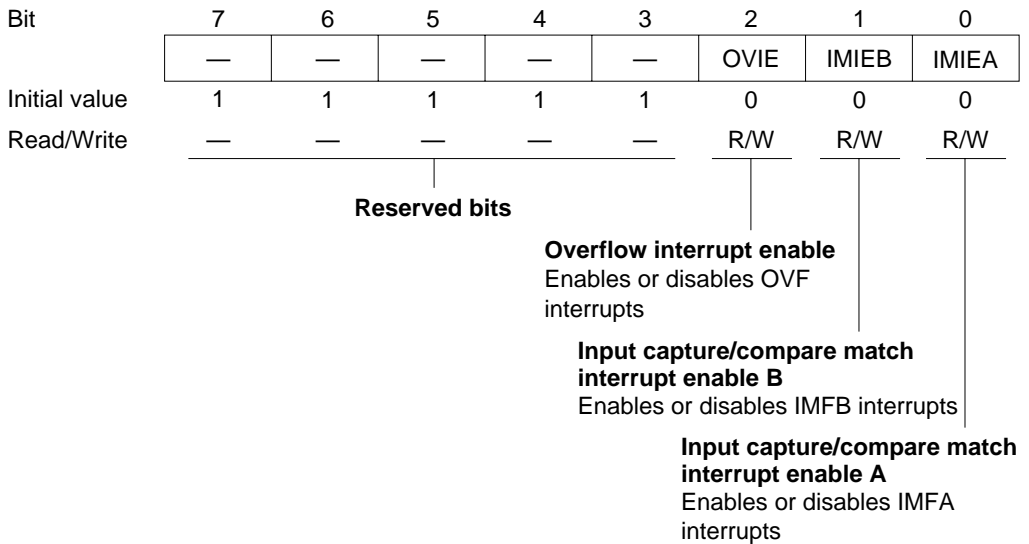 Bit 7 6 5 4 3 2 1 0
— — — — — OVIE IMIEB IMIEA
Initial value 1 1 1 1 1 0 0 0
Read/Write — — — — — R/W R/W R/W
Reserved bits
Overflow interrupt enable
Enables or disables OVF
interrupts
Input capture/compare match
interrupt enable B
Enables or disables IMFB interrupts
Input capture/compare match
interrupt enable A
Enables or disables IMFA
interrupts